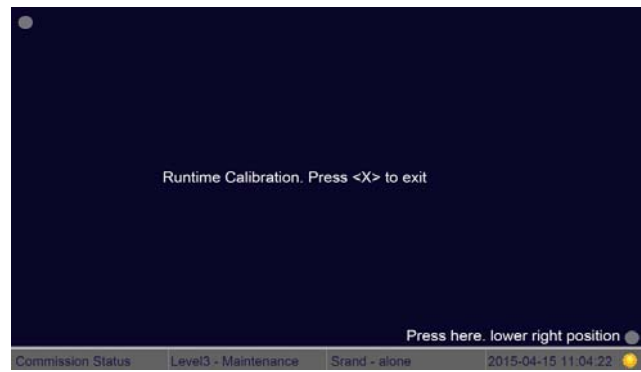 Runtime Calibration. Press <X> to exit
Press here. lower right position
Commission Status Level3 - Maintenance Srand - alone 2015-04-15 11:04:22